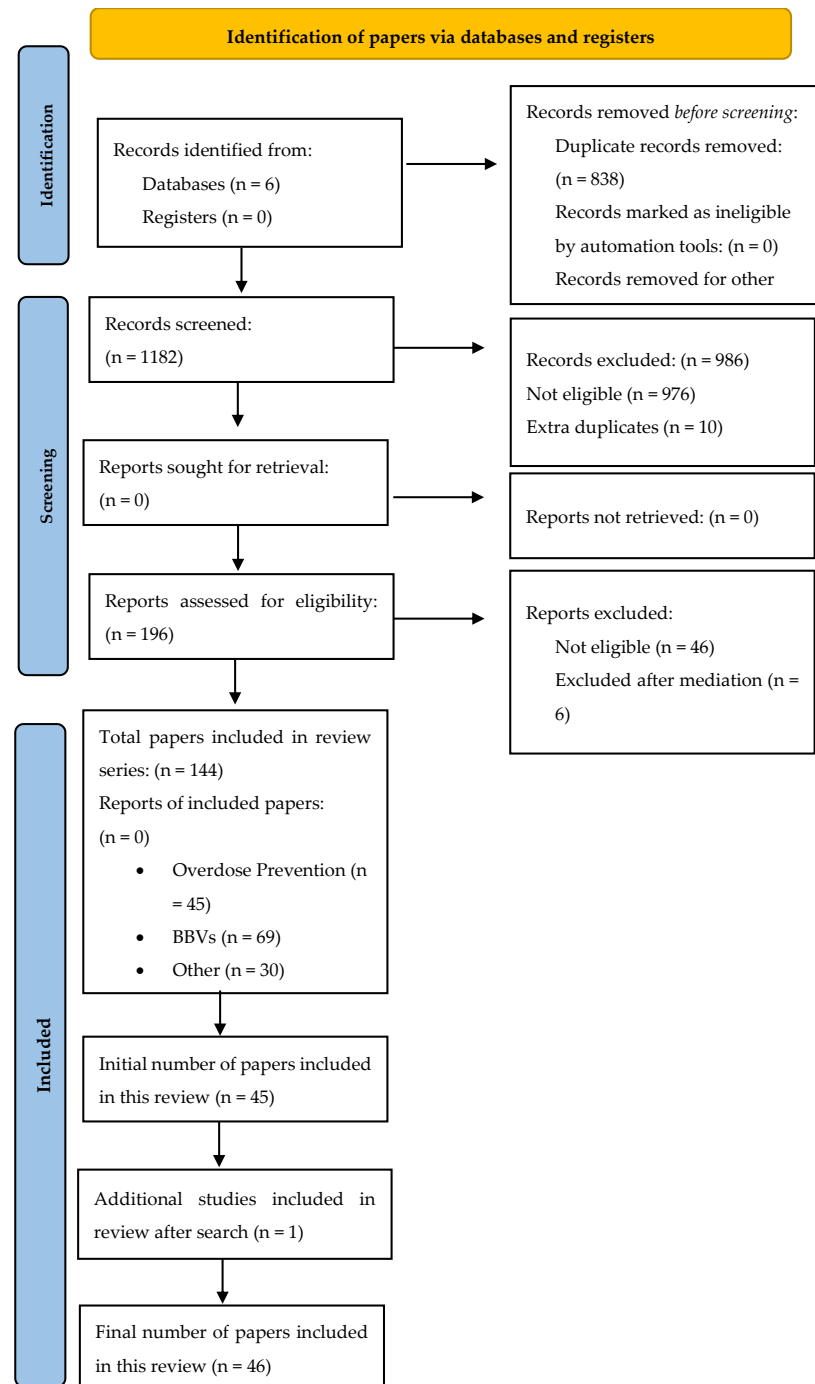 Identification of papers via databases and registers
Identification
Records identified from:
Databases (n = 6)
Registers (n = 0)
Records removed before screening:
Duplicate records removed:
(n = 838)
Records marked as ineligible
by automation tools: (n = 0)
Records removed for other
Screening
Records screened:
(n = 1182)
Records excluded: (n = 986)
Not eligible (n = 976)
Extra duplicates (n = 10)
Reports sought for retrieval:
(n = 0)
Reports not retrieved: (n = 0)
Reports assessed for eligibility:
(n = 196)
Reports excluded:
Not eligible (n = 46)
Excluded after mediation (n =
6)
Included
Total papers included in review
series: (n = 144)
Reports of included papers:
(n = 0)
• Overdose Prevention (n
= 45)
• BBVs (n = 69)
• Other (n = 30)
Initial number of papers included
in this review (n = 45)
Additional studies included in
review after search (n = 1)
Final number of papers included
in this review (n = 46)